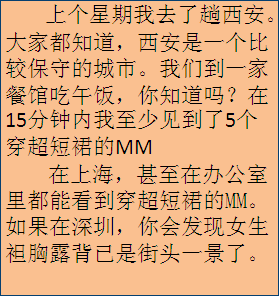 上个星期我去了趟西安。
大家都知道，西安是一个比
较保守的城市。我们到一家
餐馆吃午饭，你知道吗？在
15分钟内我至少见到了5个
穿超短裙的MM
在上海，甚至在办公室
里都能看到穿超短裙的MM。
如果在深圳，你会发现女生
袒胸露背已是街头一景了。